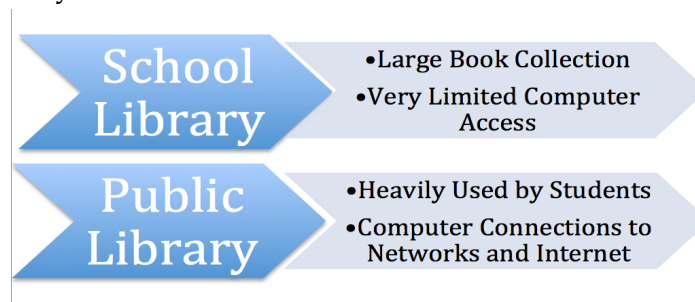 School
Library
•Large Book Collection
•Very Limited Computer
Access
Public
Library
•Heavily Used by Students
•Computer Connections to
Networks and Internet